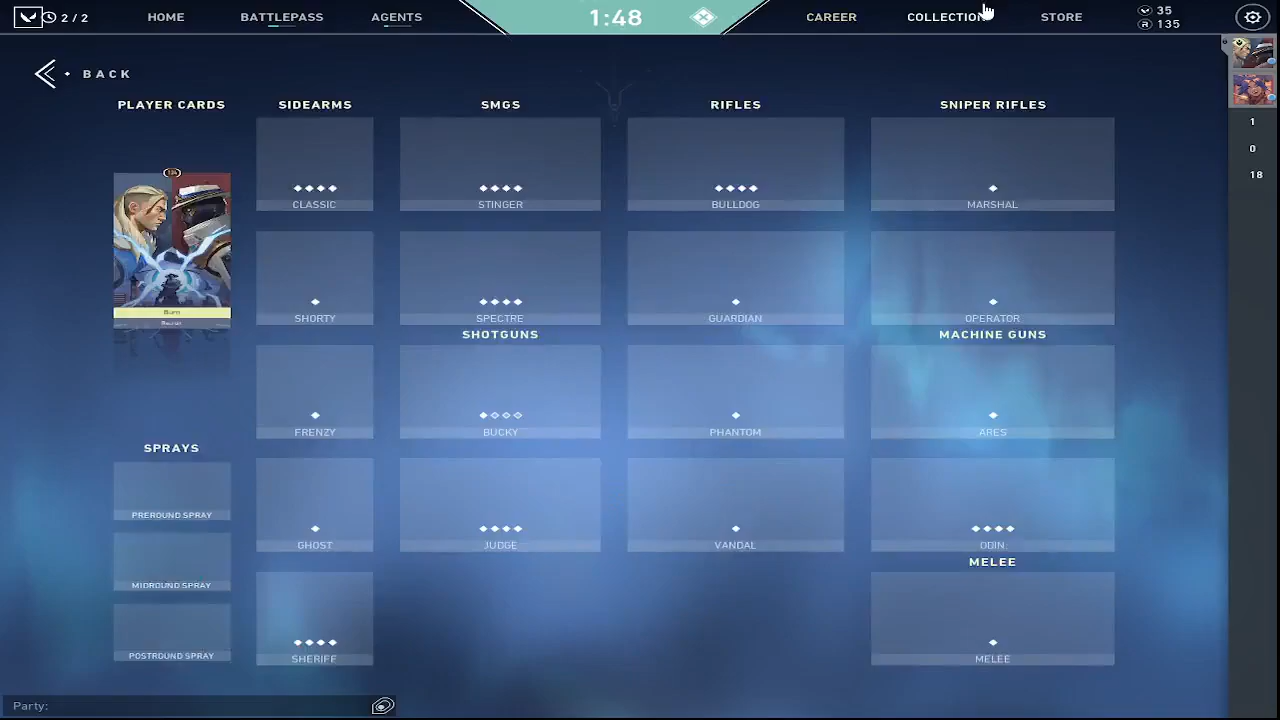 2 / 2
HOME
BATTLEPASS
AGENTS
1:48
CAREER
COLLECTION
STORE
35
135
BACK
PLAYER CARDS
SIDEARMS
SMGS
RIFLES
SNIPER RIFLES
CLASSIC
STINGER
BULLDOG
MARSHAL
SHORTY
SPECTRE
GUARDIAN
OPERATOR
SHOTGUNS
MACHINE GUNS
FRENZY
BUCKY
PHANTOM
ARES
SPRAYS
PREROUND SPRAY
GHOST
JUDGE
VANDAL
ODIN
MELEE
MIDROUND SPRAY
POSTROUND SPRAY
SHERIFF
MELEE
1
0
18
Party: